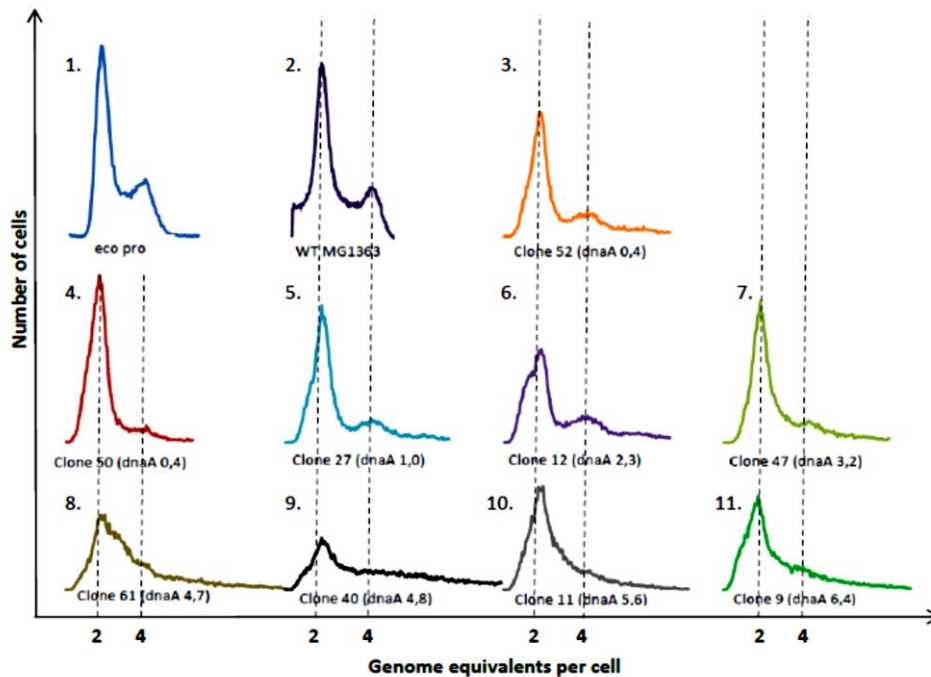 1.
2.
3.
eco pro
WT MG1363
Clone 52 (dnaA 0,4)
4.
5.
6.
7.
Clone 50 (dnaA 0,4)
Clone 27 (dnaA 1,0)
Clone 12 (dnaA 2,3)
Clone 47 (dnaA 3,2)
8.
9.
10.
11.
Clone 61 (dnaA 4,7)
Clone 40 (dnaA 4,8)
Clone 11 (dnaA 5,6)
Clone 9 (dnaA 6,4)
Number of cells
2 4 2 4 2 4 2 4
Genome equivalents per cell